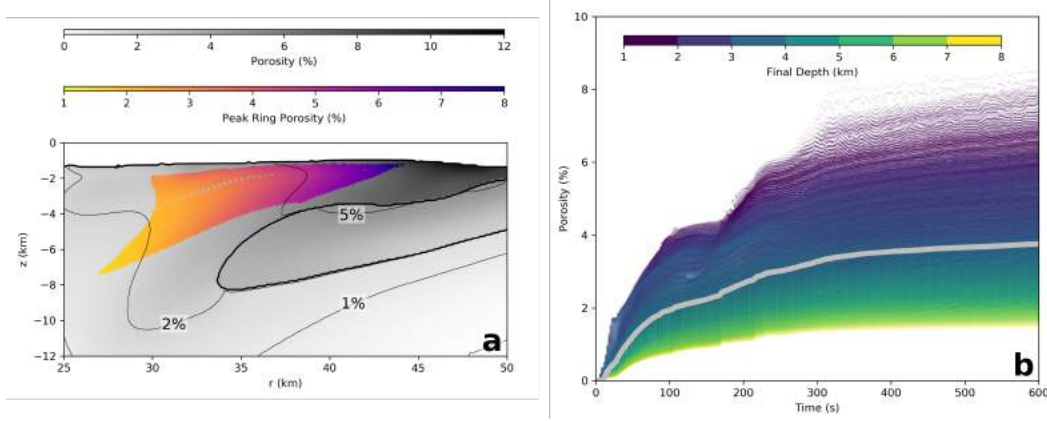 0 2 4 6 8 10 12
Porosity (%)
1 2 3 4 5 6 7 8
Peak Ring Porosity (%)
0
−2
−4
−6
−8
−10
−12
z (km)
5%
1%
2%
a
25 30 35 40 45 50
r (km)
10
8
6
4
2
0
Porosity (%)
1 2 3 4 5 6 7 8
Final Depth (km)
b
0 100 200 300 400 500 600
Time (s)